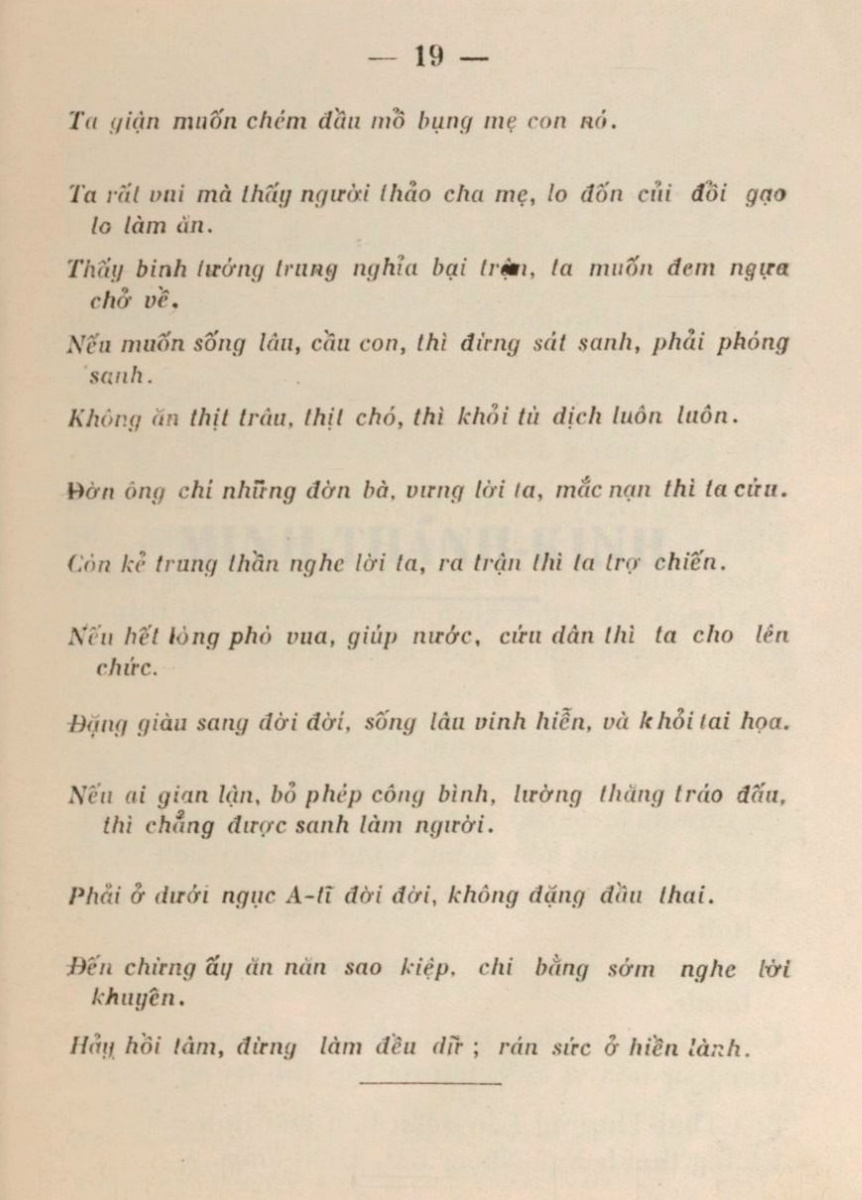 — 19 —
Ta giận muốn chém đầu mổ bụng mẹ con nó.
Ta rất vui mà thấy người thảo cha mẹ, lo đốn củi đổi gạo
lo làm ăn.
Thấy binh tướng trung nghĩa bại trận, ta muốn đem ngựa
chở về.
Nếu muốn sống lâu, cầu con, thì đừng sát sanh, phải phóng
sanh.
Không ăn thịt trâu, thịt chó, thì khỏi tù dịch luôn luôn.
Đờn ông chí những đờn bà, vưng lời ta, mắc nạn thì ta cứu.
Còn kẻ trung thần nghe lời ta, ra trận thì ta trợ chiến.
Nếu hết lòng phò vua, giúp nước, cứu dân thì ta cho lên
chức.
Đặng giàu sang đời đời, sống lâu vinh hiễn, và khỏi tai họa.
Nếu ai gian lận, bỏ phép công bình, lường thăng tráo đấu,
thì chẳng được sanh làm người.
Phải ở dưới ngục A-tĩ đời đời, không đặng đầu thai.
Đến chừng ấy ăn năn sao kiệp, chi bằng sớm nghe lời
khuyên.
Hảy hồi tâm, đừng làm đều dữ ; rán sức ở hiền lành.